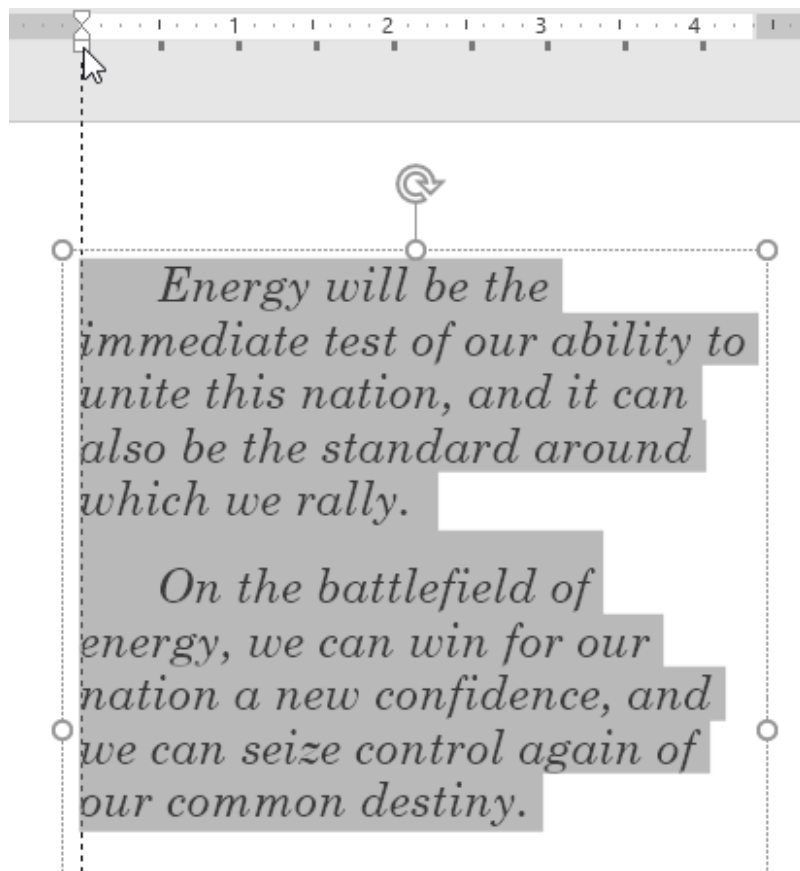 1 2 3 4
Energy will be the
immediate test of our ability to
unite this nation, and it can
also be the standard around
which we rally.
On the battlefield of
energy, we can win for our
nation a new confidence, and
we can seize control again of
our common destiny.